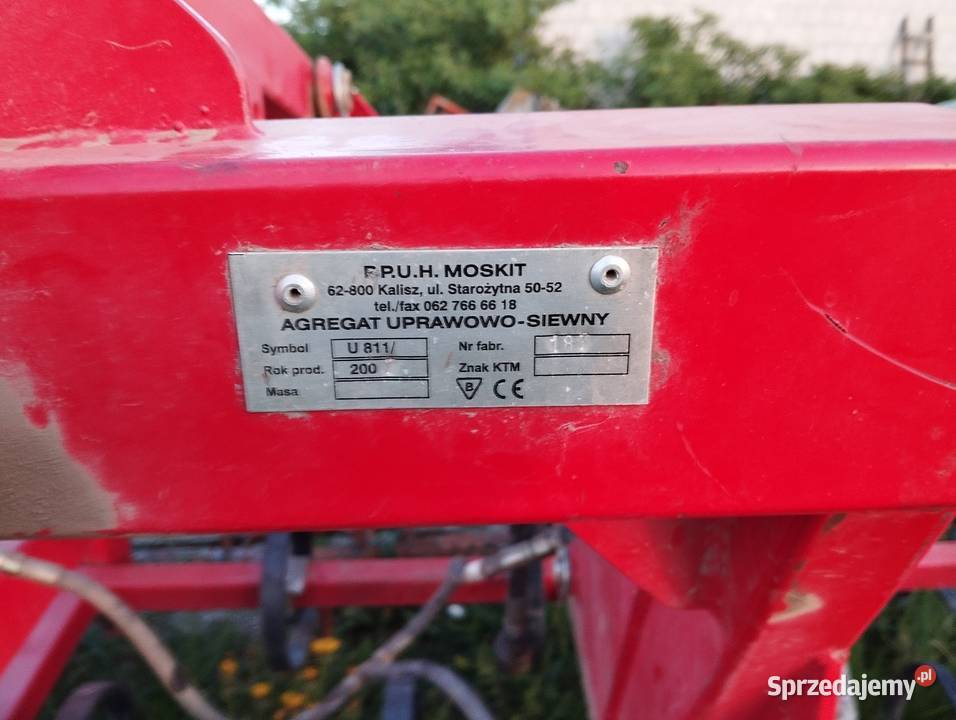 P.P.U.H. MOSKIT
62-800 Kalisz, ul. Starożytna 50-52
tel./fax 062 766 66 18
AGREGAT UPRAWOWO-SIEWNY
Symbol U 811/ Nr fabr.
Rok prod. 200 Znak KTM
Masa B CE
Sprzedajemy.pl